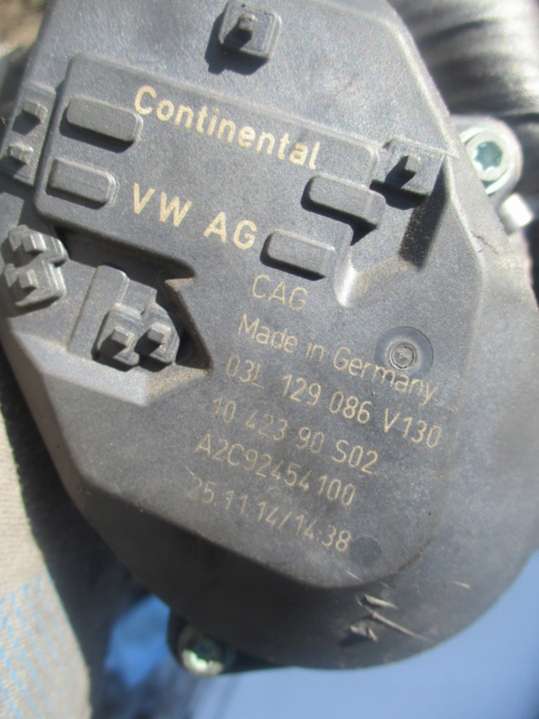 Continental
VW AG
CAG
Made in Germany
03L 129 086 V130
10 423 90 S02
A2C92454100
25.11.14/14:38